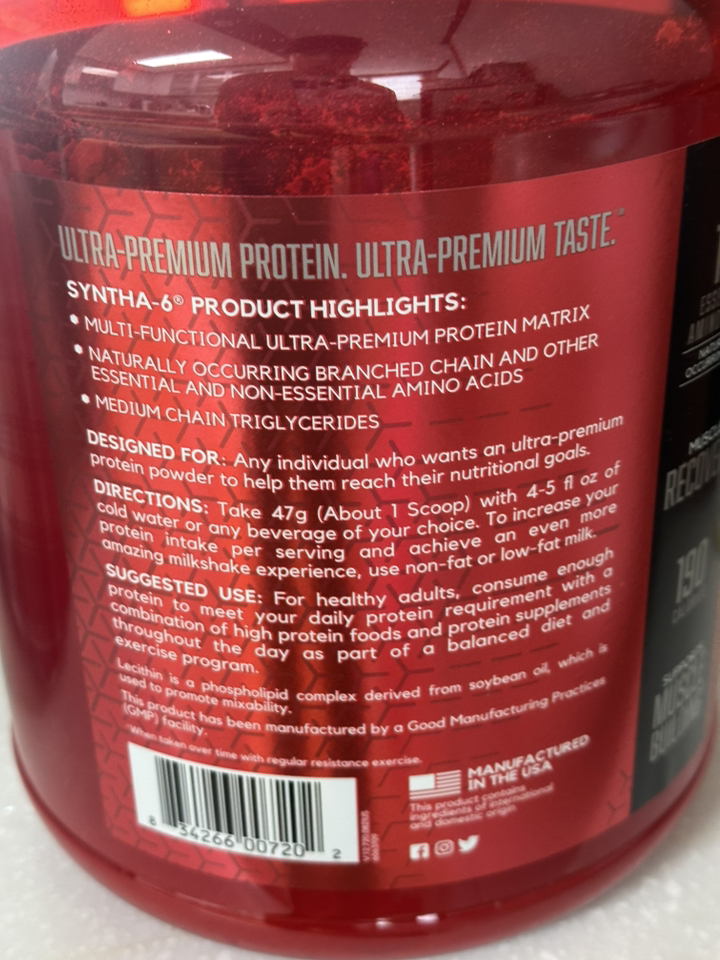 ULTRA-PREMIUM PROTEIN. ULTRA-PREMIUM TASTE.™
SYNTHA-6® PRODUCT HIGHLIGHTS:
• MULTI-FUNCTIONAL ULTRA-PREMIUM PROTEIN MATRIX
• NATURALLY OCCURRING BRANCHED CHAIN AND OTHER
ESSENTIAL AND NON-ESSENTIAL AMINO ACIDS
• MEDIUM CHAIN TRIGLYCERIDES
DESIGNED FOR: Any individual who wants an ultra-premium
protein powder to help them reach their nutritional goals.
DIRECTIONS: Take 47g (About 1 Scoop) with 4-5 fl oz of
cold water or any beverage of your choice. To increase your
protein intake per serving and achieve an even more
amazing milkshake experience, use non-fat or low-fat milk.
SUGGESTED USE: For healthy adults, consume enough
protein to meet your daily protein requirement with a
combination of high protein foods and protein supplements
throughout the day as part of a balanced diet and
exercise program.
Lecithin is a phospholipid complex derived from soybean oil, which is
used to promote mixability.
This product has been manufactured by a Good Manufacturing Practices
(GMP) facility.
When taken over time with regular resistance exercise.
8 34266 00720 2
MANUFACTURED
IN THE USA
This product contains
ingredients of international
and domestic origin.
190